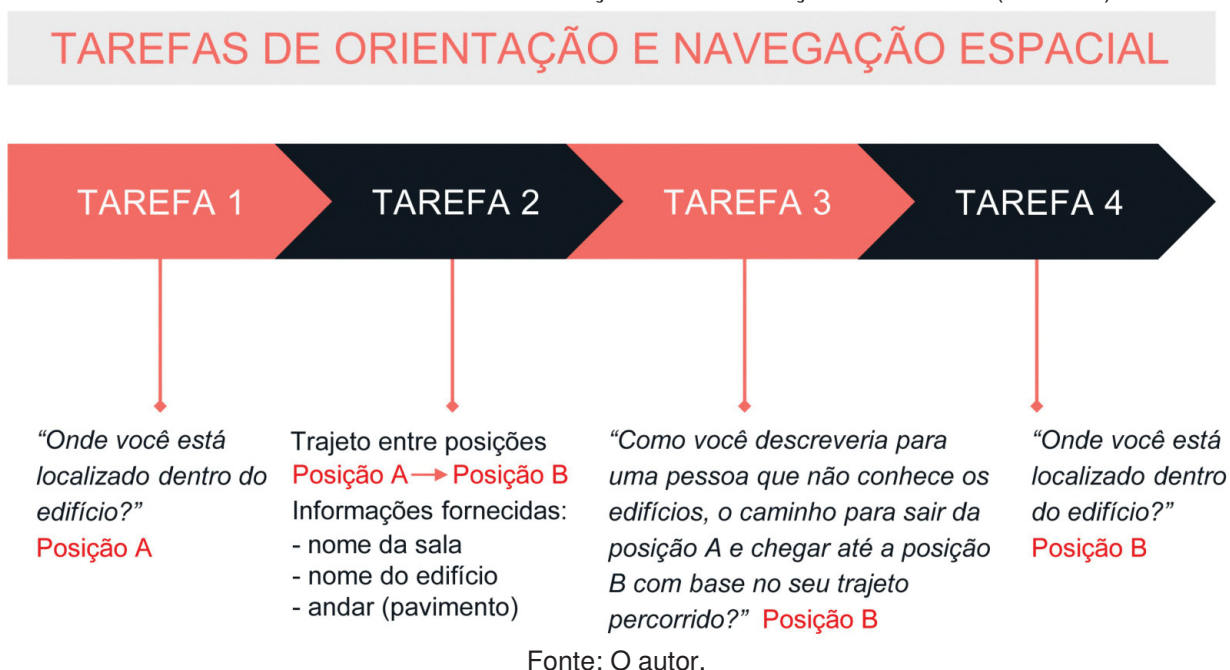 TAREFAS DE ORIENTAÇÃO E NAVEGAÇÃO ESPACIAL
TAREFA 1
TAREFA 2
TAREFA 3
TAREFA 4
“Onde você está
localizado dentro do
edifício?”
Posição A
Trajeto entre posições
Posição A → Posição B
Informações fornecidas:
- nome da sala
- nome do edifício
- andar (pavimento)
“Como você descreveria para
uma pessoa que não conhece os
edifícios, o caminho para sair da
posição A e chegar até a posição
B com base no seu trajeto
percorrido?” Posição B
“Onde você está
localizado dentro
do edifício?”
Posição B
Fonte: O autor.